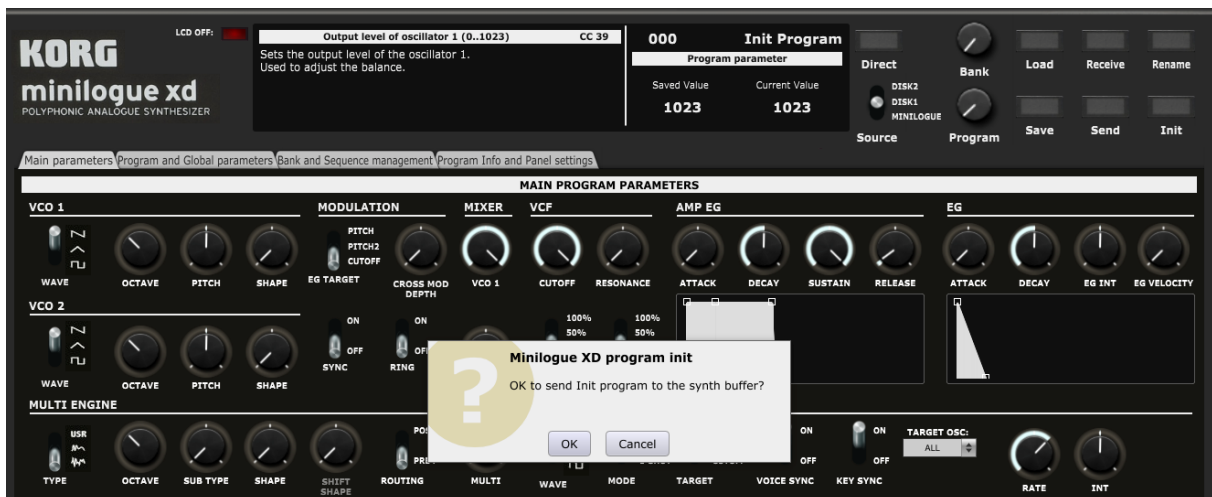 KORG
minilogue xd
POLYPHONIC ANALOGUE SYNTHESIZER
LCD OFF:
Output level of oscillator 1 (0..1023) CC 39
Sets the output level of the oscillator 1.
Used to adjust the balance.
000 Init Program
Program parameter
Saved Value Current Value
1023 1023
Direct
DISK2
DISK1
MINILOGUE
Source
Bank
Program
Load Receive Rename
Save Send Init
Main parameters Program and Global parameters Bank and Sequence management Program Info and Panel settings
MAIN PROGRAM PARAMETERS
VCO 1
WAVE OCTAVE PITCH SHAPE
MODULATION
PITCH
PITCH2
CUTOFF
EG TARGET
CROSS MOD
DEPTH
MIXER
VCO 1
VCF
CUTOFF RESONANCE
AMP EG
ATTACK DECAY SUSTAIN RELEASE
EG
ATTACK DECAY EG INT EG VELOCITY
VCO 2
WAVE OCTAVE PITCH SHAPE
ON
OFF
SYNC
ON
RING
100%
50%
100%
50%
Minilogue XD program init
OK to send Init program to the synth buffer?
OK Cancel
MULTI ENGINE
USR
TYPE OCTAVE SUB TYPE SHAPE
SHIFT
SHAPE
ROUTING MULTI WAVE MODE TARGET VOICE SYNC KEY SYNC
ON
OFF
ON
OFF
TARGET OSC:
ALL
RATE INT